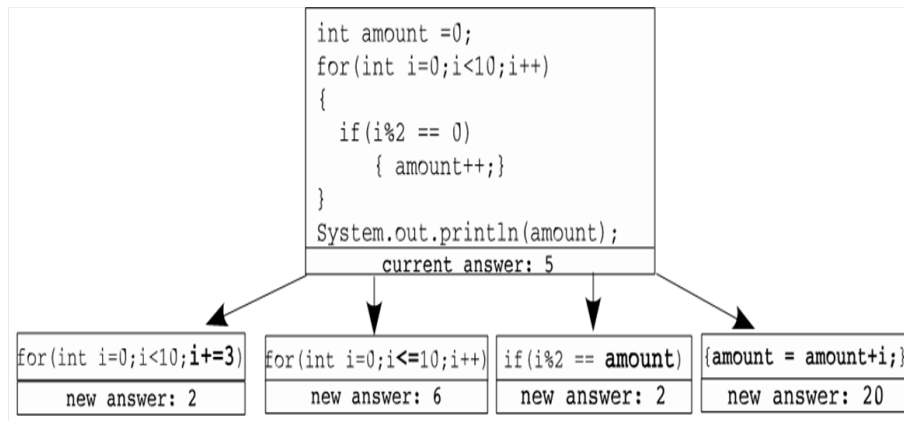 int amount =0;
for(int i=0;i<10;i++)
{
if(i%2 == 0)
{ amount++;}
}
System.out.println(amount);
current answer: 5
for(int i=0;i<10;i+=3)
new answer: 2
for(int i=0;i<=10;i++)
new answer: 6
if(i%2 == amount)
new answer: 2
{amount = amount+i;}
new answer: 20